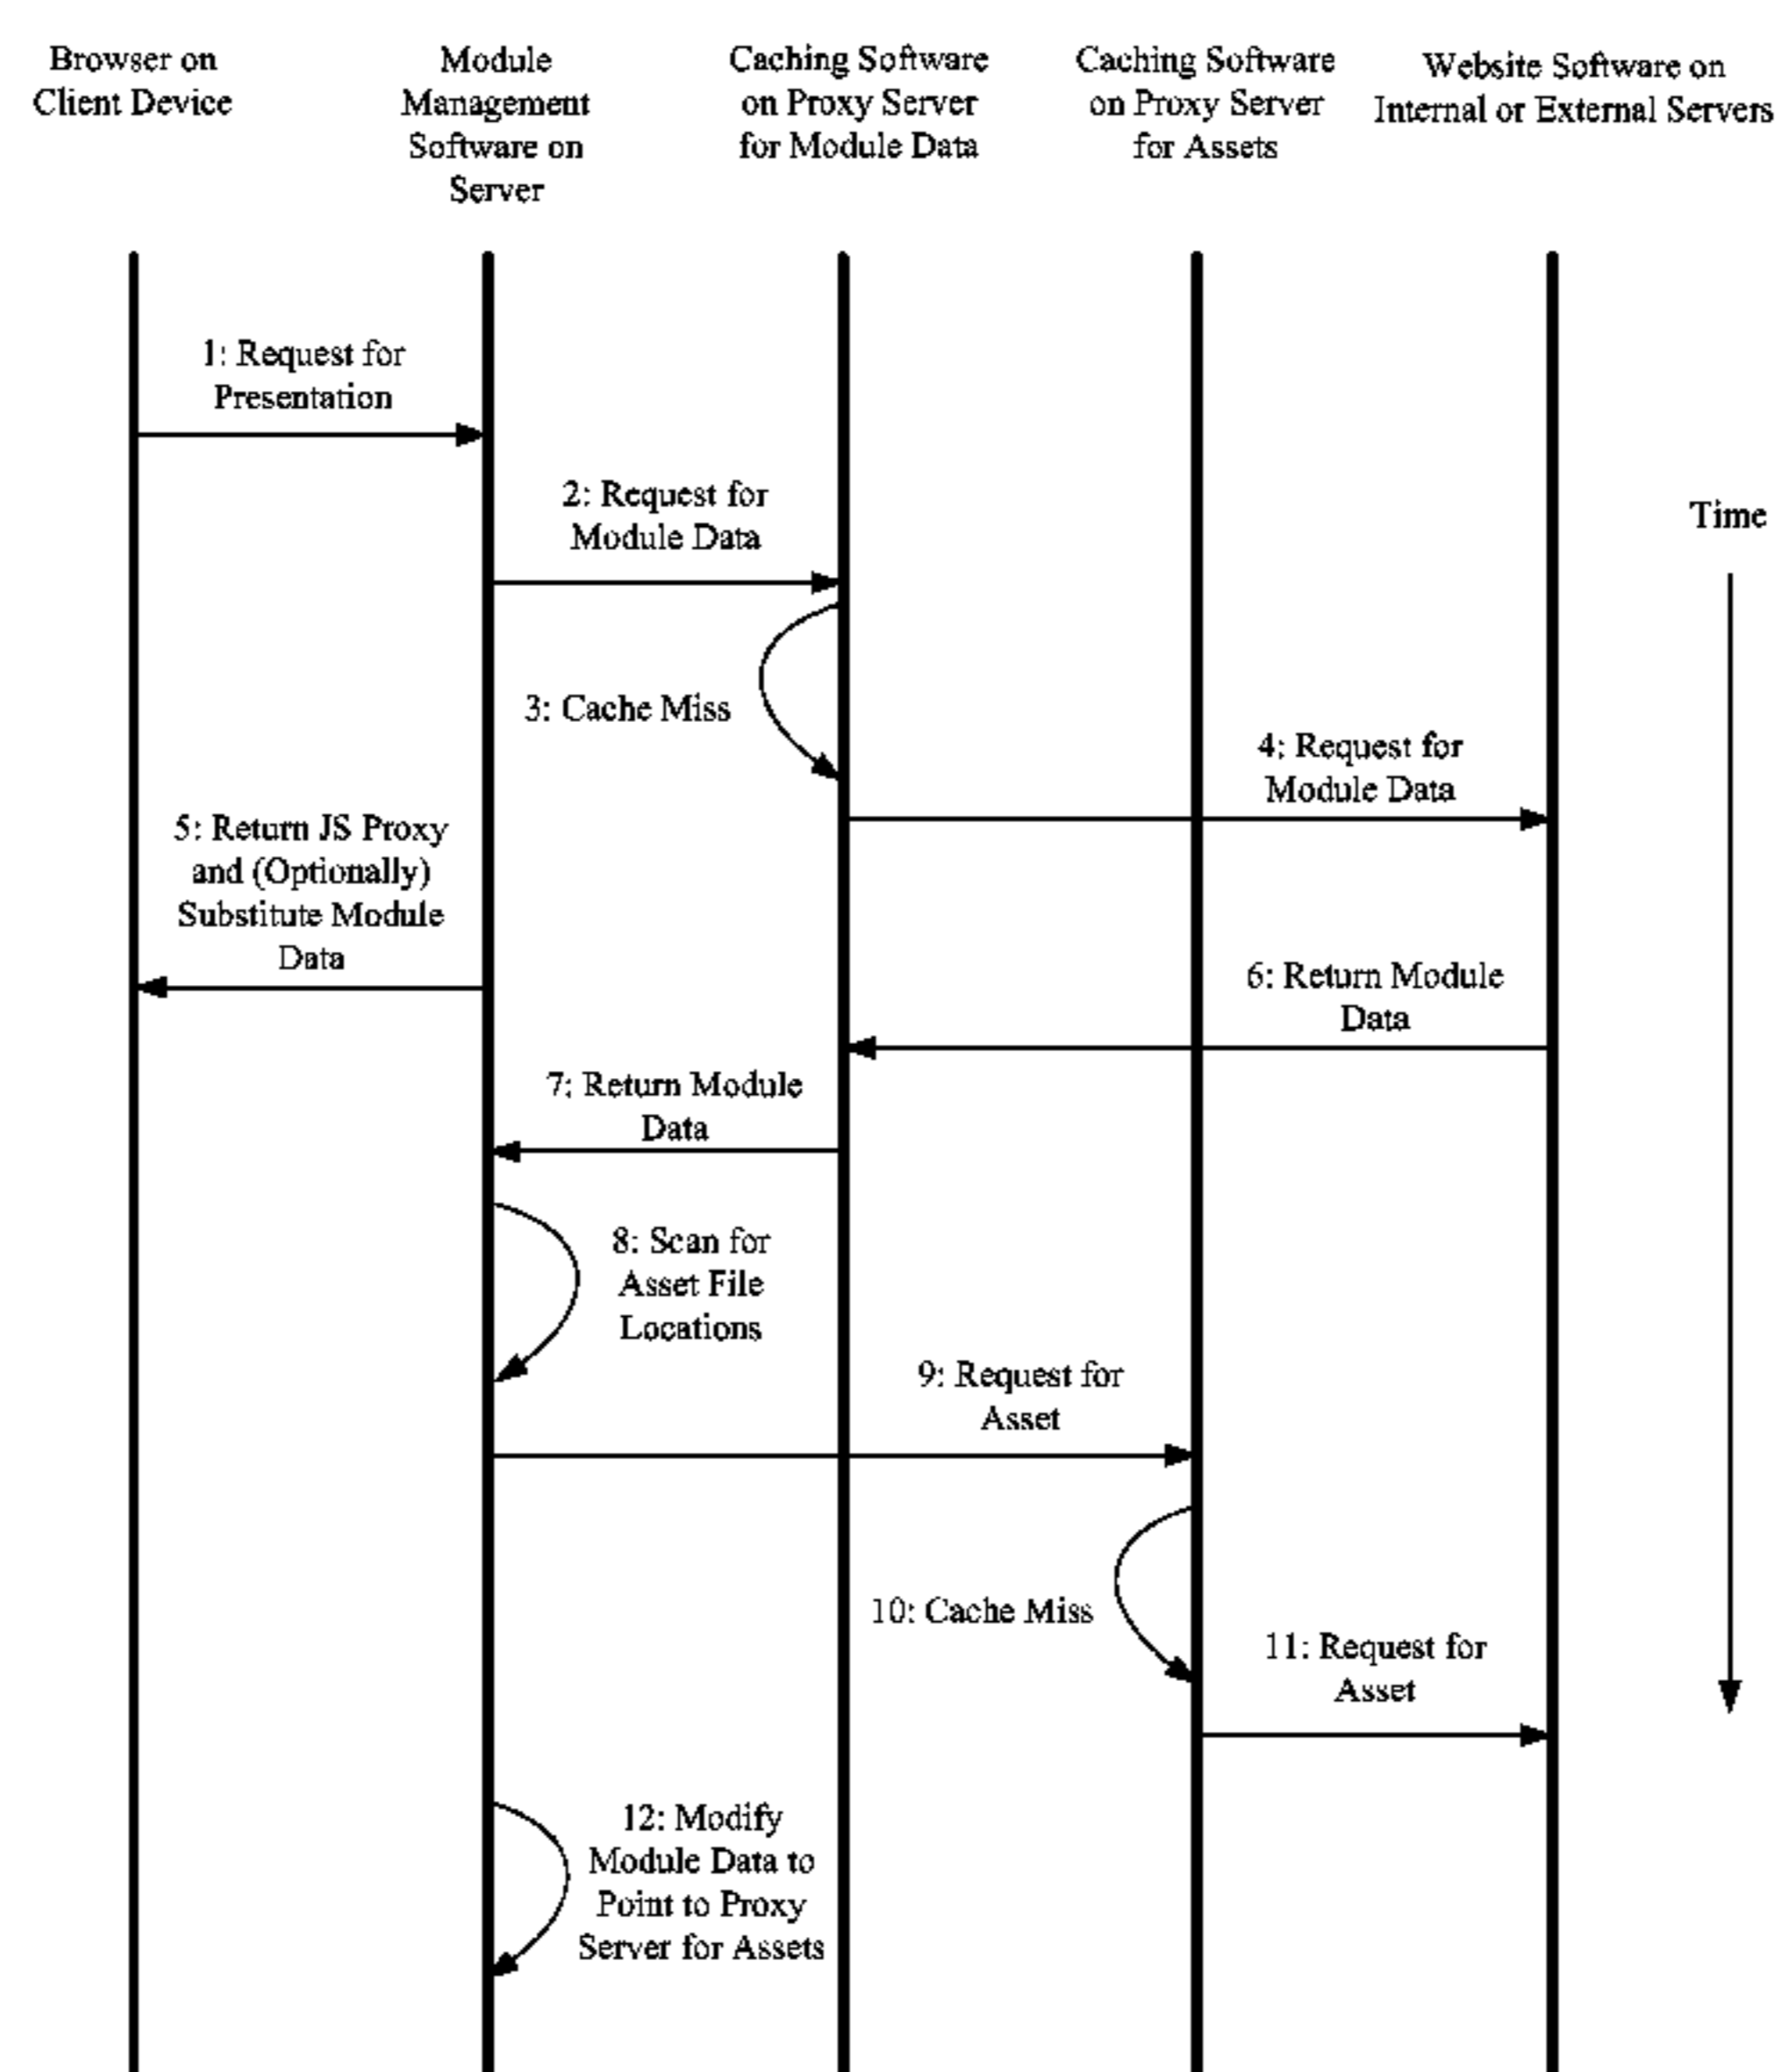 Browser on
Client Device
Module
Management
Software on
Server
Caching Software
on Proxy Server
for Module Data
Caching Software
on Proxy Server
for Assets
Website Software on
Internal or External Servers
1: Request for
Presentation
2: Request for
Module Data
Time
3: Cache Miss
4: Request for
Module Data
5: Return JS Proxy
and (Optionally)
Substitute Module
Data
6: Return Module
Data
7: Return Module
Data
8: Scan for
Asset File
Locations
9: Request for
Asset
10: Cache Miss
11: Request for
Asset
12: Modify
Module Data to
Point to Proxy
Server for Assets